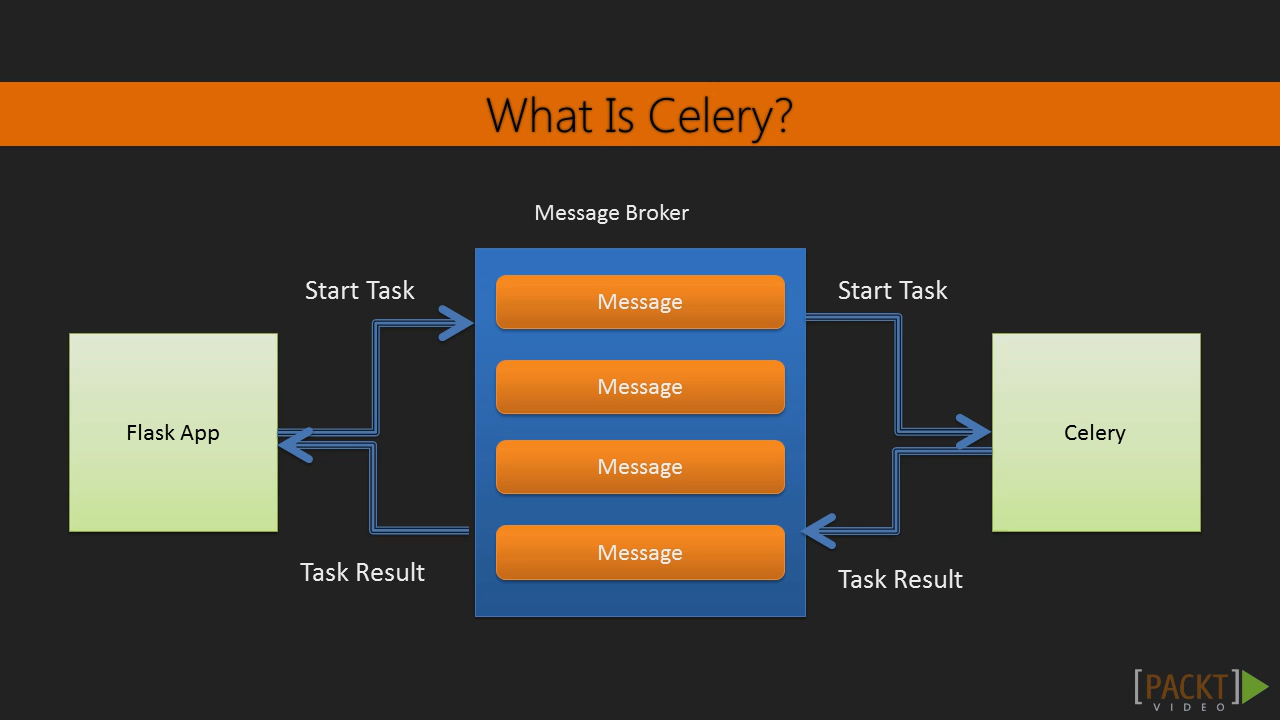 What Is Celery?
Message Broker
Start Task
Start Task
Message
Message
Flask App
Celery
Message
Message
Task Result
Task Result
[PACKT]
VIDEO